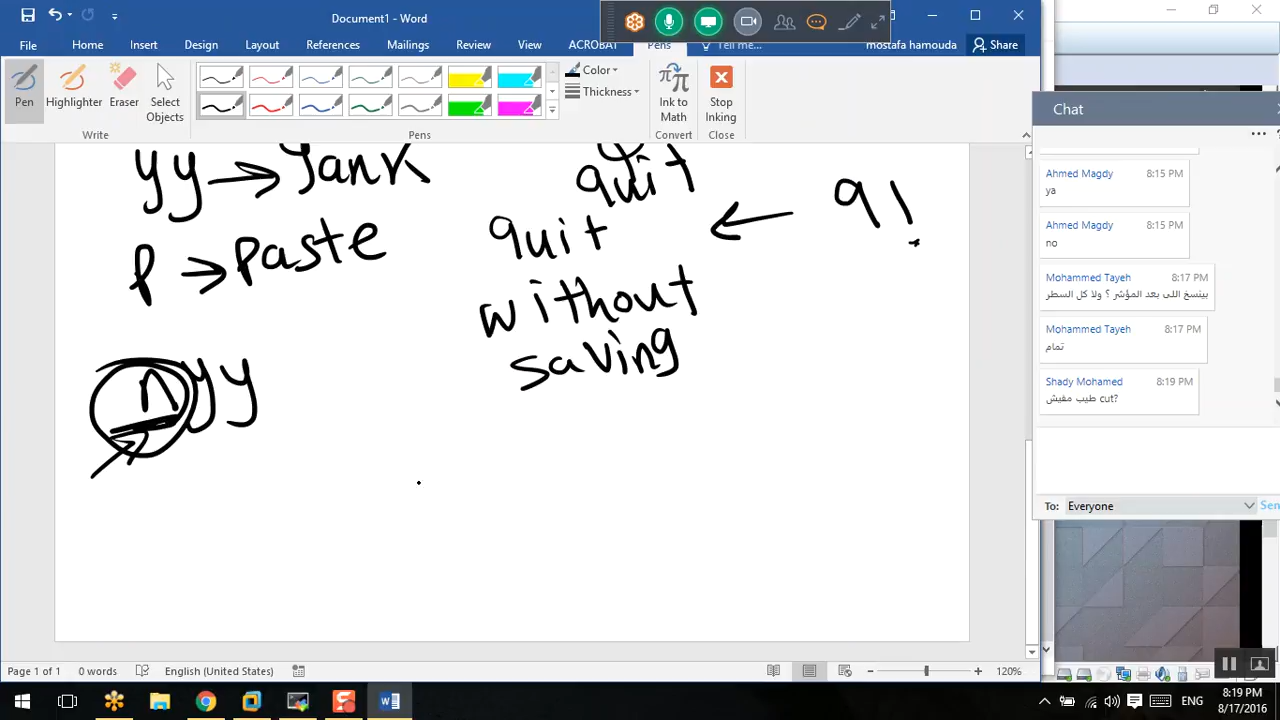 Document1 - Word
File Home Insert Design Layout References Mailings Review View ACROBAT Pens Tell me... mostafa hamouda Share
Pen Highlighter Eraser Select Objects
Color
Thickness
Ink to Math
Stop Inking
Write Pens Convert Close
yy → Yank
quit
q!
quit
without
saving
p → paste
nyy
Chat
Ahmed Magdy 8:15 PM
ya
Ahmed Magdy 8:15 PM
no
Mohammed Tayeh 8:17 PM
بينسخ اللى بعد المؤشر ؟ ولا كل السطر
Mohammed Tayeh 8:17 PM
تمام
Shady Mohamed 8:19 PM
طيب مفيش cut?
To: Everyone Sen
Page 1 of 1 0 words English (United States) 120%
ENG
8:19 PM
8/17/2016